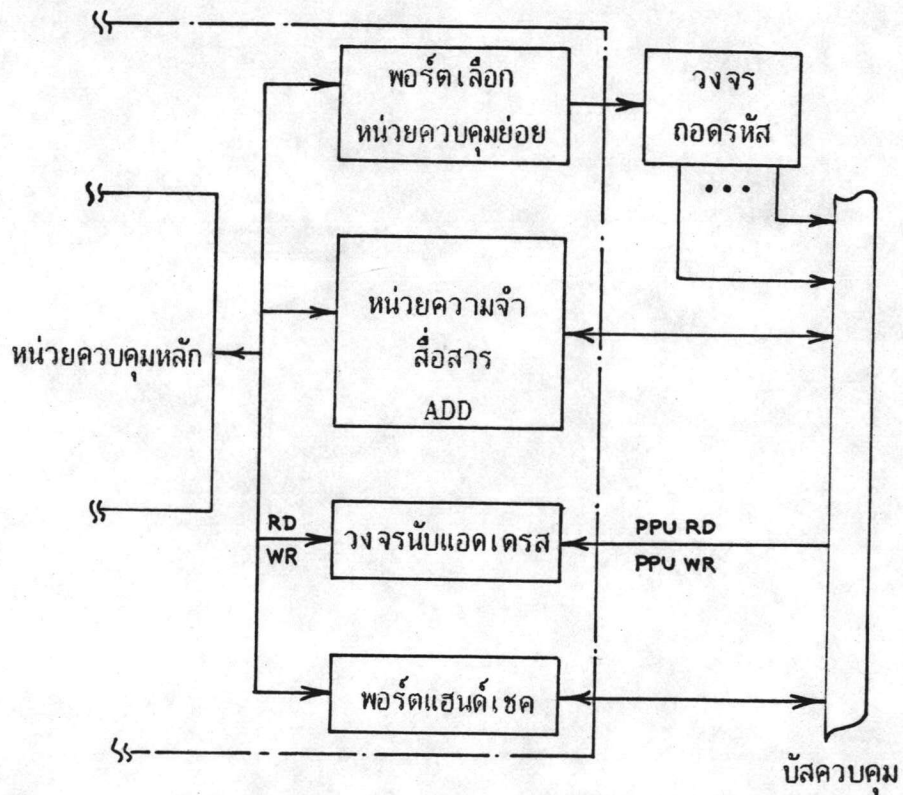 พอร์ตเลือก
หน่วยควบคุมย่อย
วงจร
ถอดรหัส
หน่วยควบคุมหลัก
หน่วยความจำ
สื่อสาร
ADD
RD
WR
วงจรนับแอดเดรส
PPU RD
PPU WR
พอร์ตแฮนด์เชค
บัสควบคุม